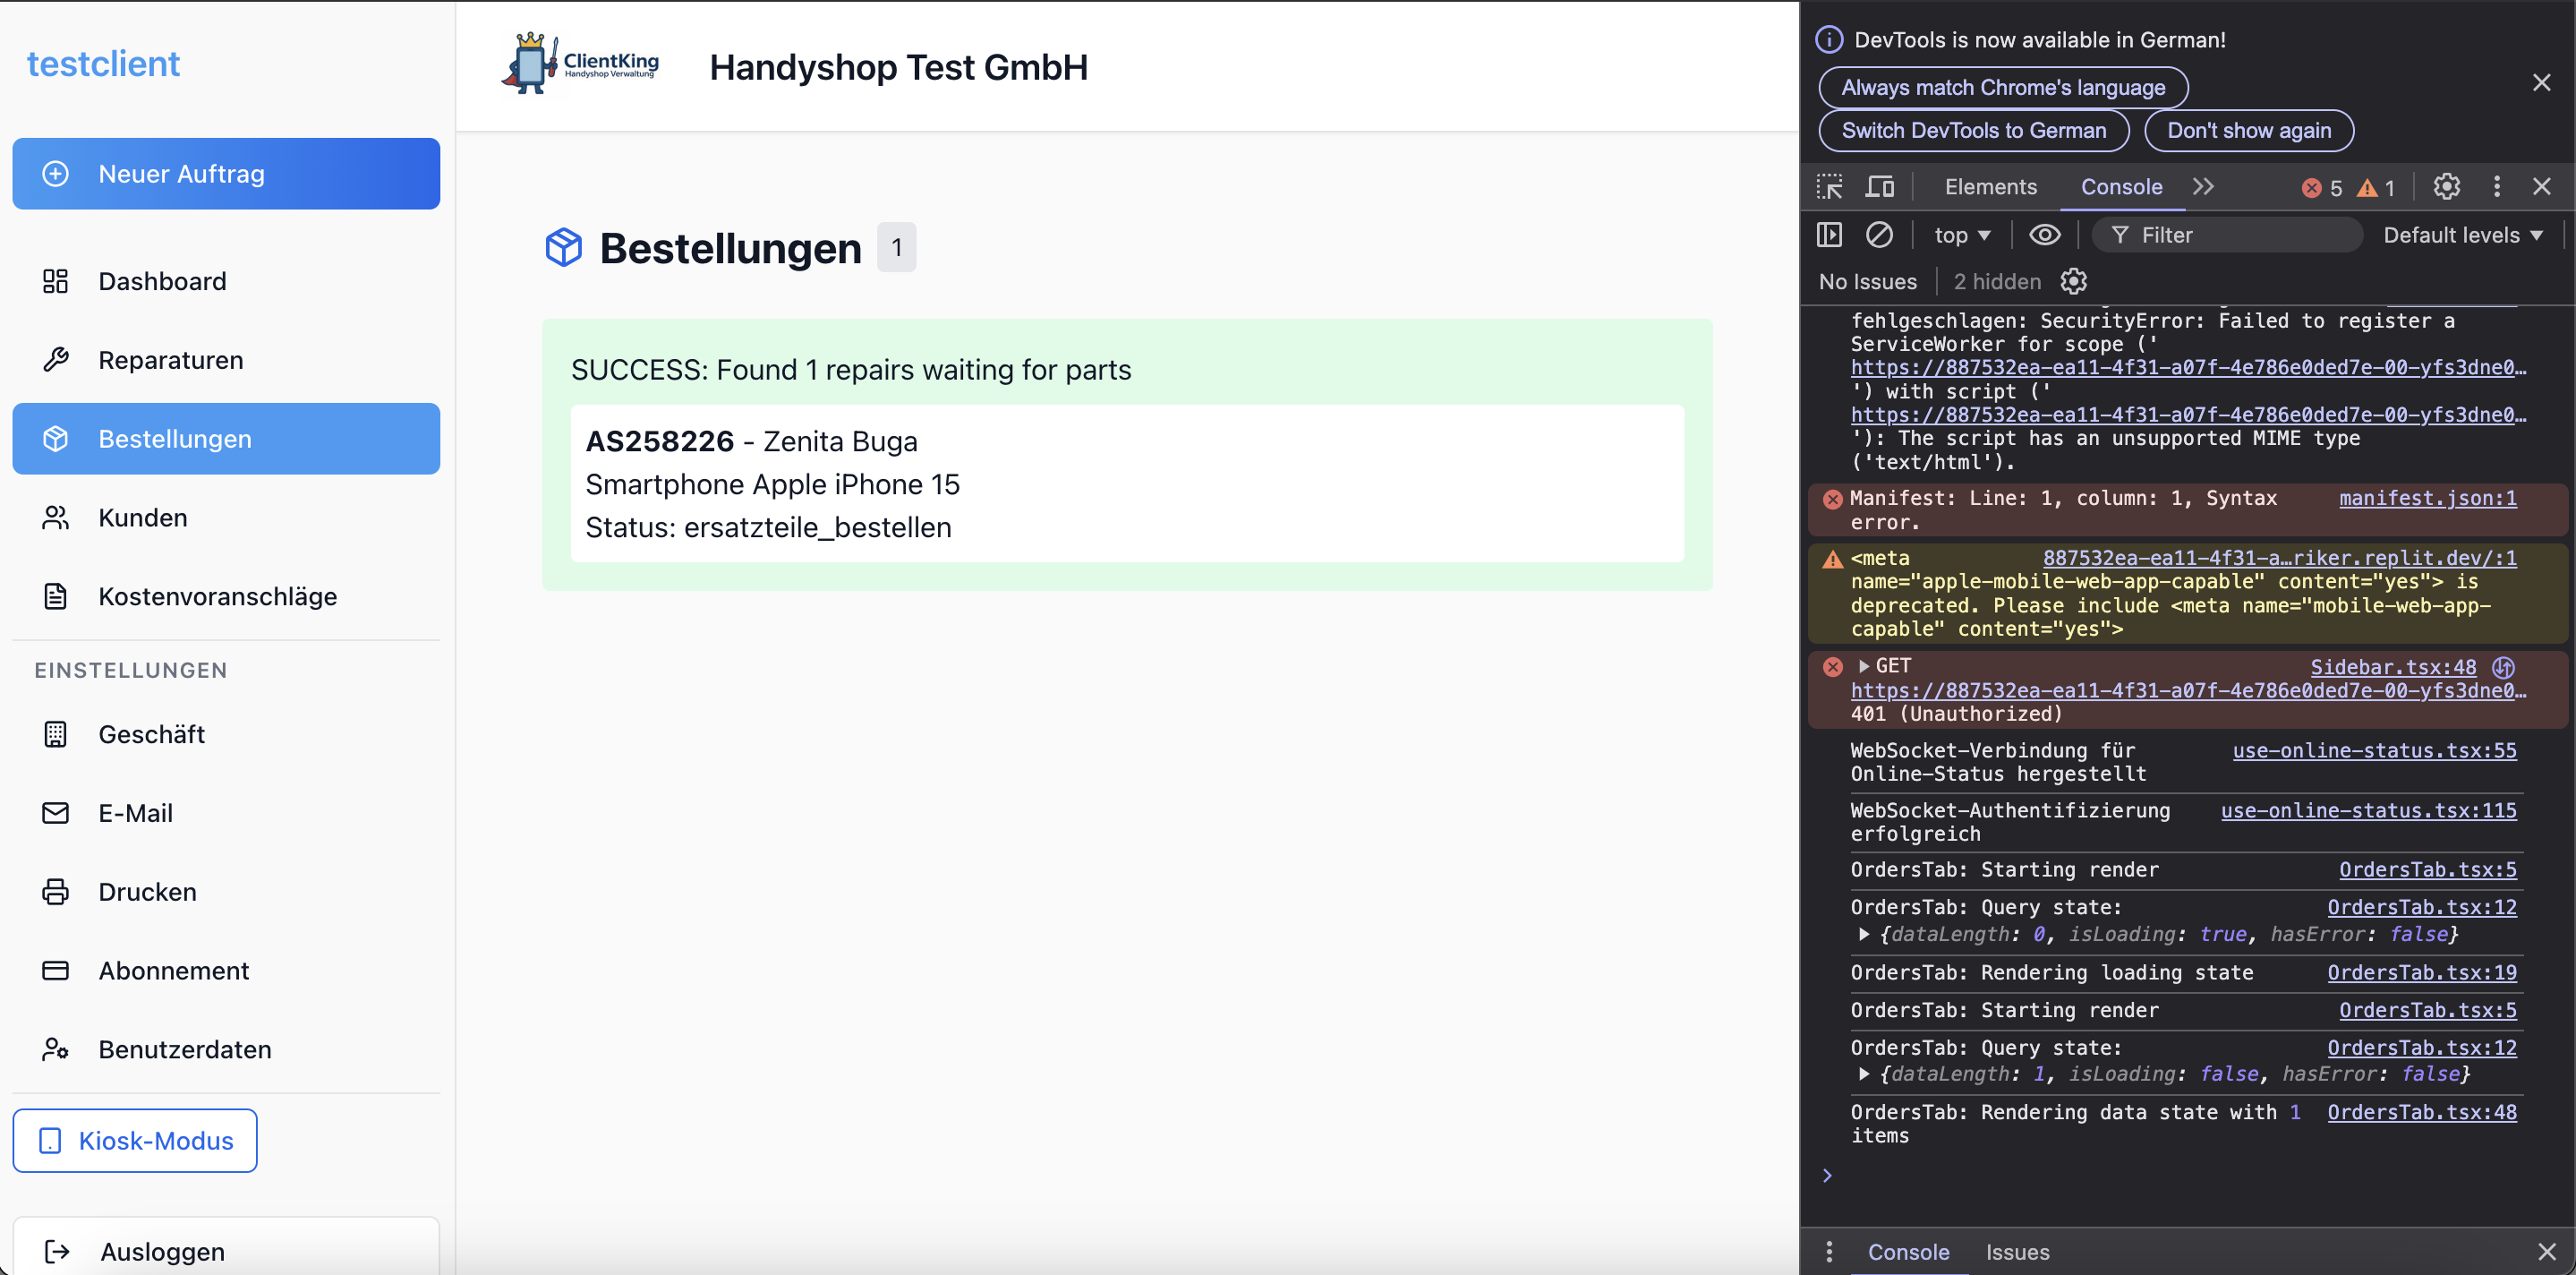 testclient
Neuer Auftrag
Dashboard
Reparaturen
Bestellungen
Kunden
Kostenvoranschläge
EINSTELLUNGEN
Geschäft
E-Mail
Drucken
Abonnement
Benutzerdaten
Kiosk-Modus
Ausloggen
ClientKing
Handyshop Verwaltung
Handyshop Test GmbH
Bestellungen 1
SUCCESS: Found 1 repairs waiting for parts
AS258226 - Zenita Buga
Smartphone Apple iPhone 15
Status: ersatzteile_bestellen
DevTools is now available in German!
Always match Chrome's language
Switch DevTools to German Don't show again
Elements Console 5 1
top Filter Default levels
No Issues 2 hidden
fehlgeschlagen: SecurityError: Failed to register a
ServiceWorker for scope ('
https://887532ea-ea11-4f31-a07f-4e786e0ded7e-00-yfs3dne0…
') with script ('
https://887532ea-ea11-4f31-a07f-4e786e0ded7e-00-yfs3dne0…
'): The script has an unsupported MIME type
('text/html').
Manifest: Line: 1, column: 1, Syntax manifest.json:1
error.
<meta 887532ea-ea11-4f31-a…riker.replit.dev/:1
name="apple-mobile-web-app-capable" content="yes"> is
deprecated. Please include <meta name="mobile-web-app-
capable" content="yes">
GET Sidebar.tsx:48
https://887532ea-ea11-4f31-a07f-4e786e0ded7e-00-yfs3dne0…
401 (Unauthorized)
WebSocket-Verbindung für use-online-status.tsx:55
Online-Status hergestellt
WebSocket-Authentifizierung use-online-status.tsx:115
erfolgreich
OrdersTab: Starting render OrdersTab.tsx:5
OrdersTab: Query state: OrdersTab.tsx:12
{dataLength: 0, isLoading: true, hasError: false}
OrdersTab: Rendering loading state OrdersTab.tsx:19
OrdersTab: Starting render OrdersTab.tsx:5
OrdersTab: Query state: OrdersTab.tsx:12
{dataLength: 1, isLoading: false, hasError: false}
OrdersTab: Rendering data state with 1 OrdersTab.tsx:48
items
Console Issues